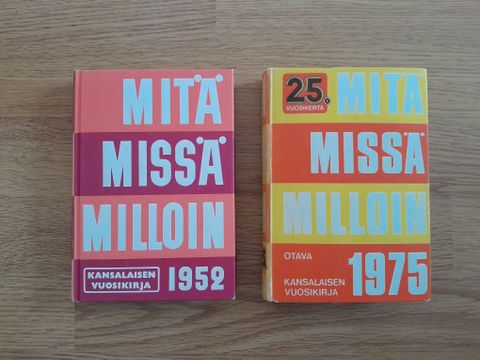 MITÄ
MISSÄ
MILLOIN
KANSALAISEN
VUOSIKIRJA
1952
25.
VUOSIKERTA
MITÄ
MISSÄ
MILLOIN
OTAVA
1975
KANSALAISEN
VUOSIKIRJA